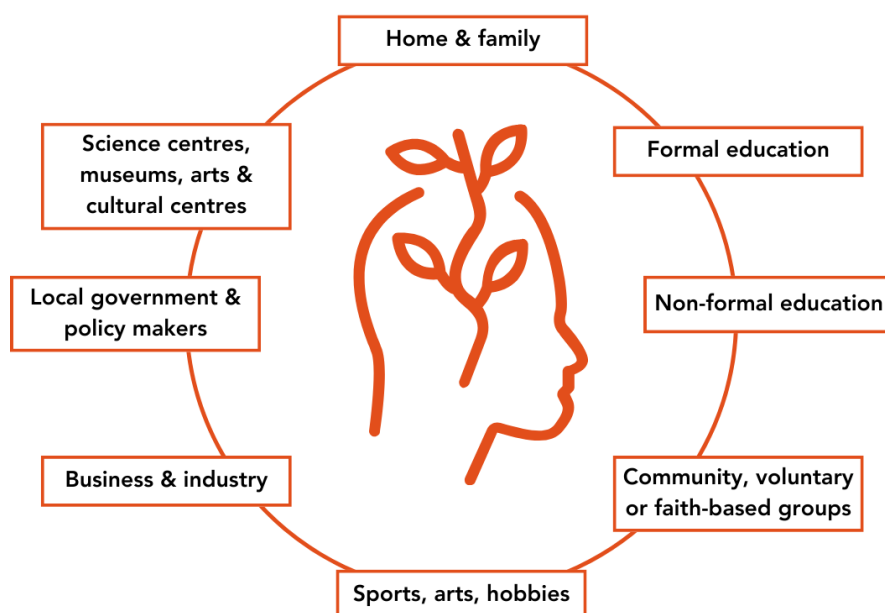 Home & family
Science centres,
museums, arts &
cultural centres
Formal education
Local government &
policy makers
Non-formal education
Business & industry
Community, voluntary
or faith-based groups
Sports, arts, hobbies